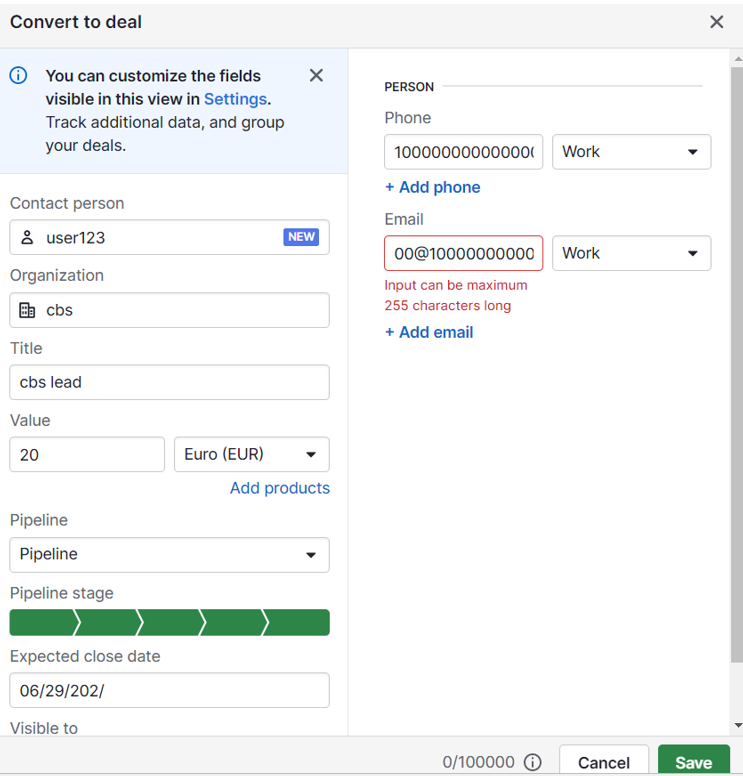 Convert to deal
You can customize the fields
visible in this view in Settings.
Track additional data, and group
your deals.
Contact person
user123 NEW
Organization
cbs
Title
cbs lead
Value
20 Euro (EUR)
Add products
Pipeline
Pipeline
Pipeline stage
Expected close date
06/29/202/
Visible to
PERSON
Phone
Work
+ Add phone
Email
Work
Input can be maximum
255 characters long
+ Add email
0/100000
Cancel
Save